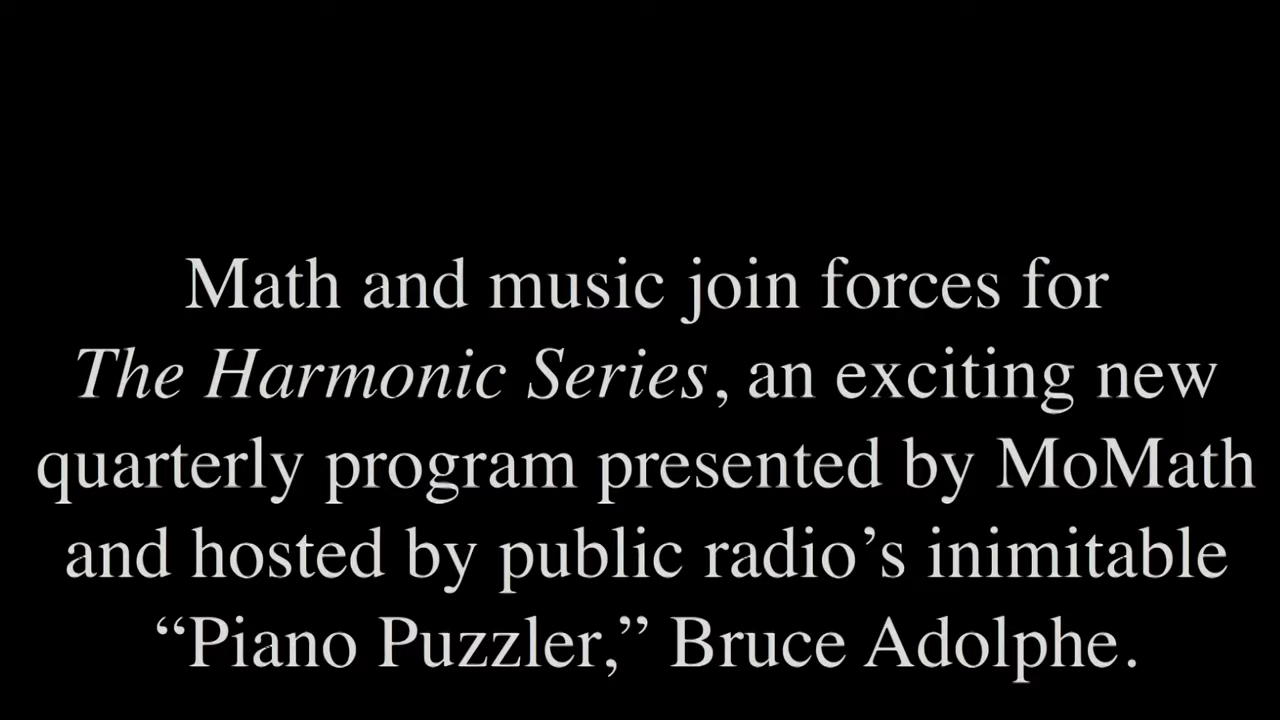 Math and music join forces for
The Harmonic Series, an exciting new
quarterly program presented by MoMath
and hosted by public radio’s inimitable
“Piano Puzzler,” Bruce Adolphe.